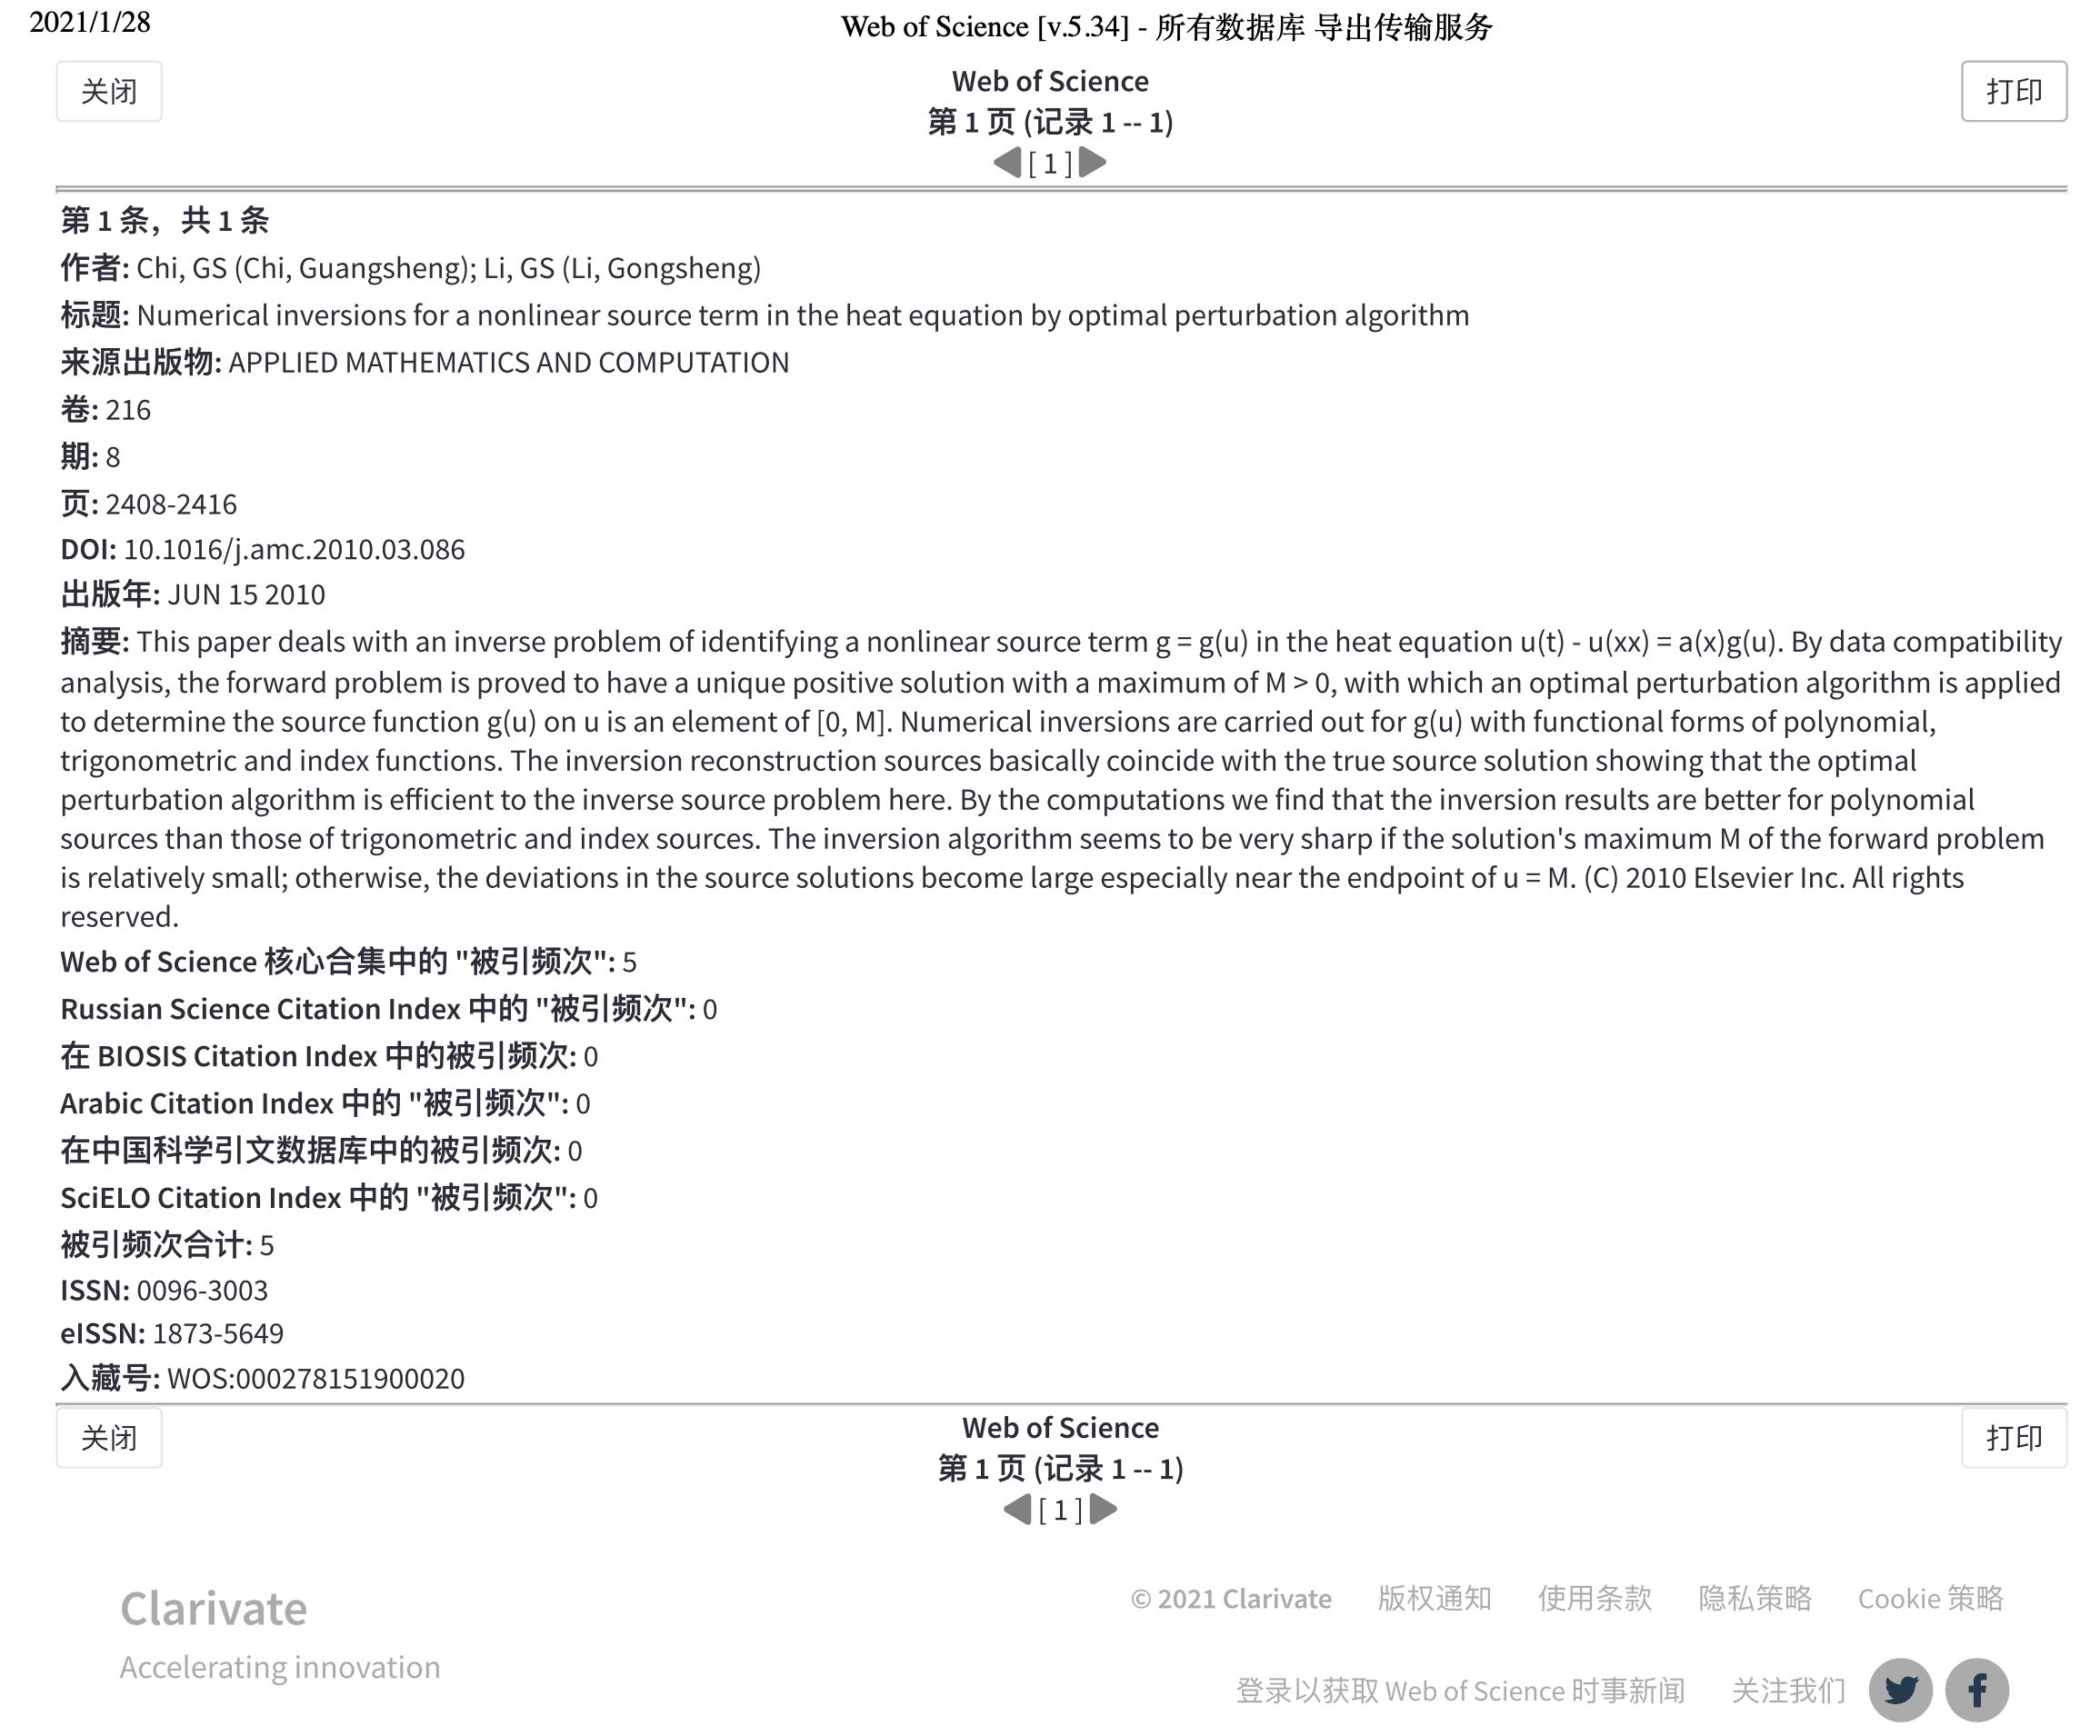 2021/1/28
Web of Science [v.5.34] - 所有数据库 导出传输服务
关闭
Web of Science
打印
第 1 页 (记录 1 -- 1)
[ 1 ]
第 1 条，共 1 条
作者: Chi, GS (Chi, Guangsheng); Li, GS (Li, Gongsheng)
标题: Numerical inversions for a nonlinear source term in the heat equation by optimal perturbation algorithm
来源出版物: APPLIED MATHEMATICS AND COMPUTATION
卷: 216
期: 8
页: 2408-2416
DOI: 10.1016/j.amc.2010.03.086
出版年: JUN 15 2010
摘要: This paper deals with an inverse problem of identifying a nonlinear source term g = g(u) in the heat equation u(t) - u(xx) = a(x)g(u). By data compatibility
analysis, the forward problem is proved to have a unique positive solution with a maximum of M > 0, with which an optimal perturbation algorithm is applied
to determine the source function g(u) on u is an element of [0, M]. Numerical inversions are carried out for g(u) with functional forms of polynomial,
trigonometric and index functions. The inversion reconstruction sources basically coincide with the true source solution showing that the optimal
perturbation algorithm is efficient to the inverse source problem here. By the computations we find that the inversion results are better for polynomial
sources than those of trigonometric and index sources. The inversion algorithm seems to be very sharp if the solution's maximum M of the forward problem
is relatively small; otherwise, the deviations in the source solutions become large especially near the endpoint of u = M. (C) 2010 Elsevier Inc. All rights
reserved.
Web of Science 核心合集中的 "被引频次": 5
Russian Science Citation Index 中的 "被引频次": 0
在 BIOSIS Citation Index 中的被引频次: 0
Arabic Citation Index 中的 "被引频次": 0
在中国科学引文数据库中的被引频次: 0
SciELO Citation Index 中的 "被引频次": 0
被引频次合计: 5
ISSN: 0096-3003
eISSN: 1873-5649
入藏号: WOS:000278151900020
关闭
Web of Science
打印
第 1 页 (记录 1 -- 1)
[ 1 ]
Clarivate
Accelerating innovation
© 2021 Clarivate 版权通知 使用条款 隐私策略 Cookie 策略
登录以获取 Web of Science 时事新闻 关注我们